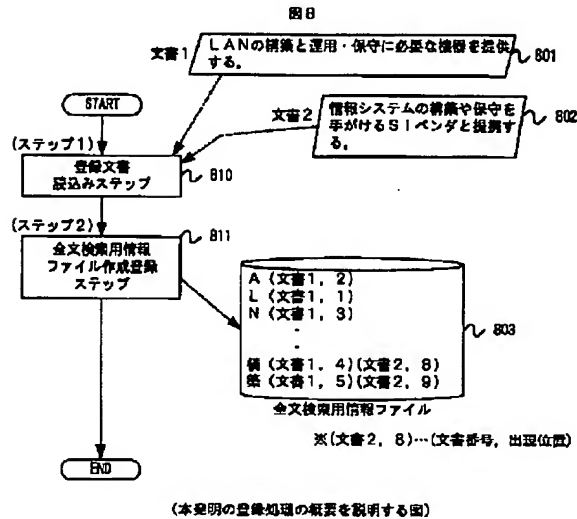 図8
文書1
LANの構築と運用・保守に必要な機器を提供
する。
801
START
文書2
情報システムの構築や保守を
手がけるSIベンダと提携す
る。
802
(ステップ1)
登録文書
読込みステップ
810
(ステップ2)
全文検索用情報
ファイル作成登録
ステップ
811
A (文書1, 2)
L (文書1, 1)
N (文書1, 3)
・
・
構 (文書1, 4)(文書2, 8)
築 (文書1, 5)(文書2, 9)
803
全文検索用情報ファイル
※(文書2, 8)…(文書番号, 出現位置)
END
(本発明の登録処理の概要を説明する図)